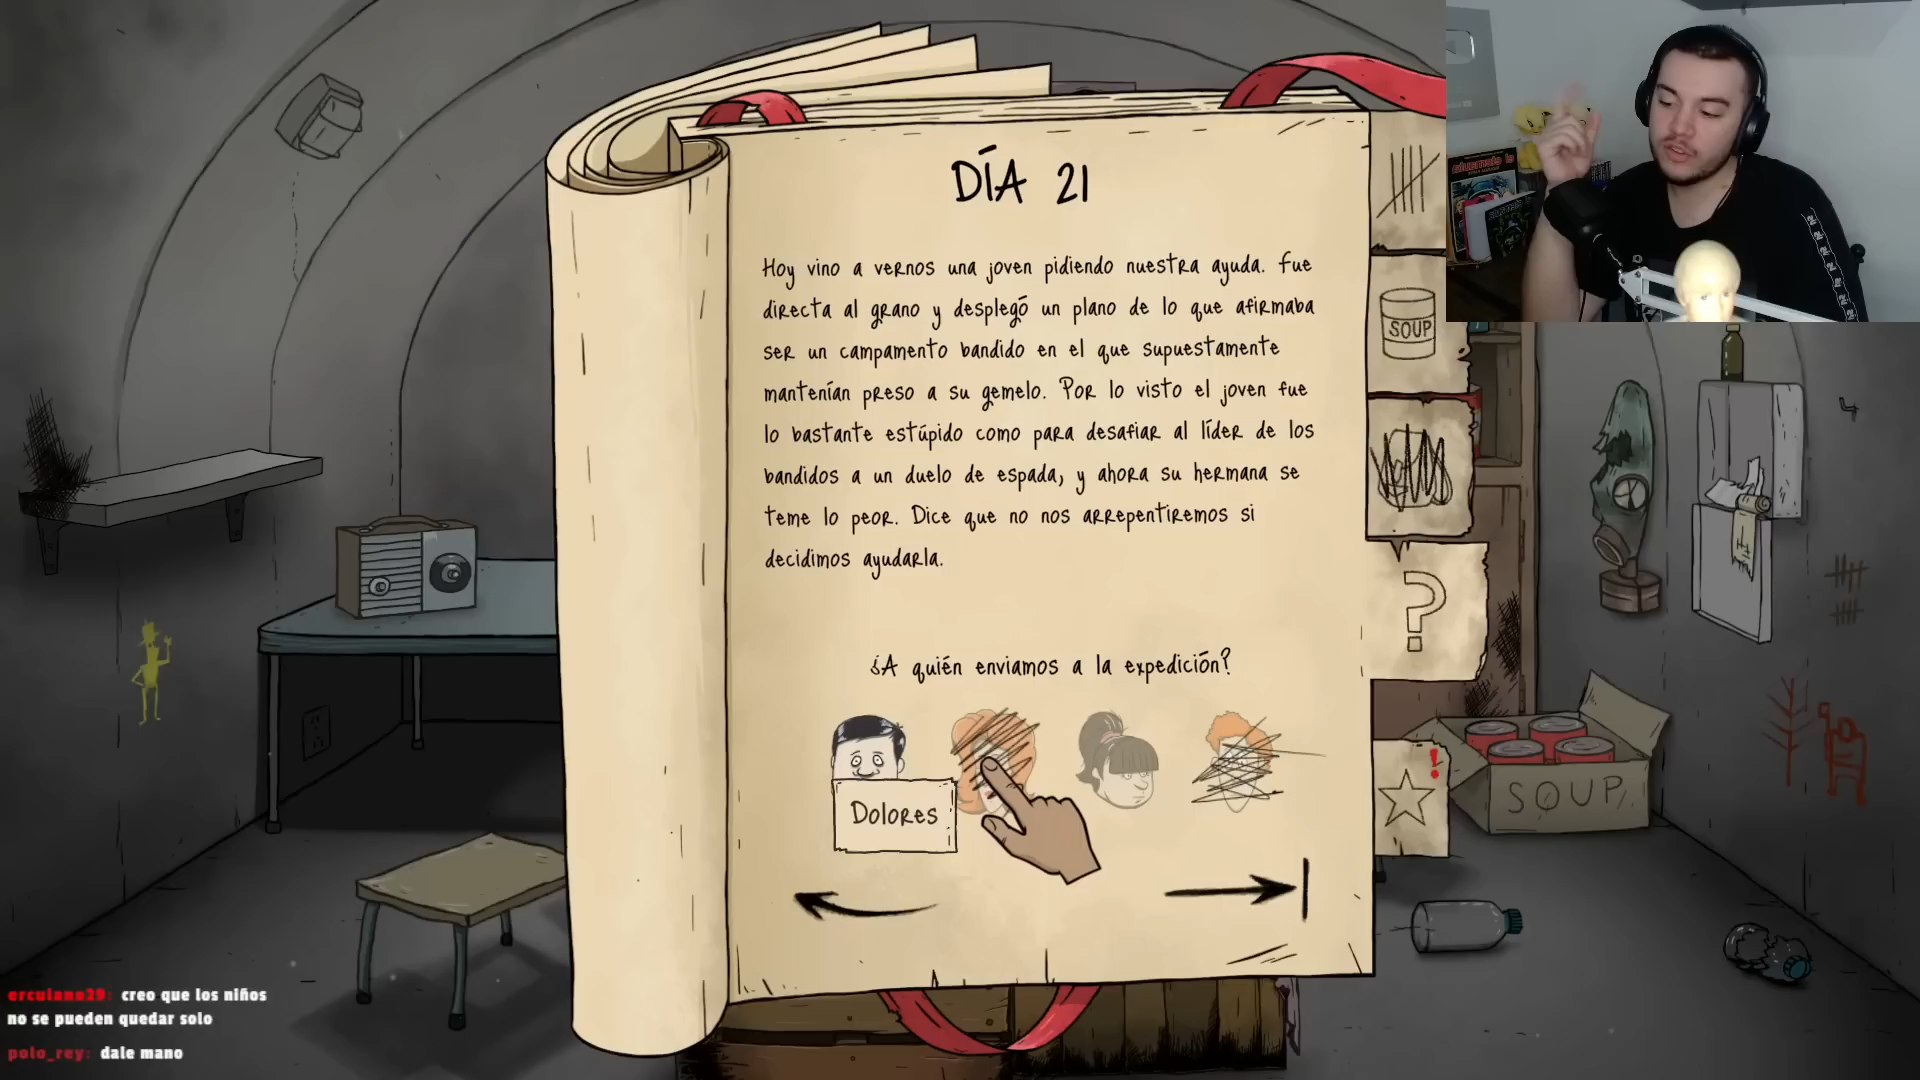 DÍA 21
Hoy vino a vernos una joven pidiendo nuestra ayuda. Fue
directa al grano y desplegó un plano de lo que afirmaba
ser un campamento bandido en el que supuestamente
mantenían preso a su gemelo. Por lo visto el joven fue
lo bastante estúpido como para desafiar al líder de los
bandidos a un duelo de espada, y ahora su hermana se
teme lo peor. Dice que no nos arrepentiremos si
decidimos ayudarla.
¿A quién enviamos a la expedición?
Dolores
SOUP
?
!
SOUP
erculano29: creo que los niños
no se pueden quedar solo
polo_rey: dale mano